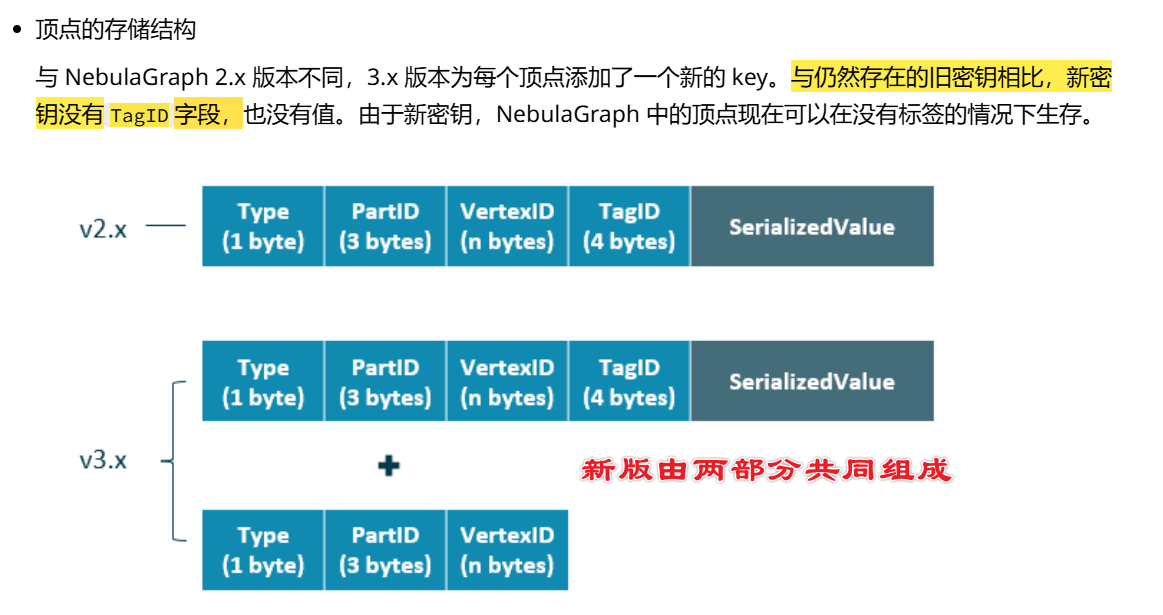 • 顶点的存储结构
与 NebulaGraph 2.x 版本不同，3.x 版本为每个顶点添加了一个新的 key。与仍然存在的旧密钥相比，新密
钥没有 TagID 字段，也没有值。由于新密钥，NebulaGraph 中的顶点现在可以在没有标签的情况下生存。
v2.x
Type PartID VertexID TagID SerializedValue
(1 byte) (3 bytes) (n bytes) (4 bytes)
Type PartID VertexID TagID SerializedValue
(1 byte) (3 bytes) (n bytes) (4 bytes)
v3.x
+
新版由两部分共同组成
Type PartID VertexID
(1 byte) (3 bytes) (n bytes)